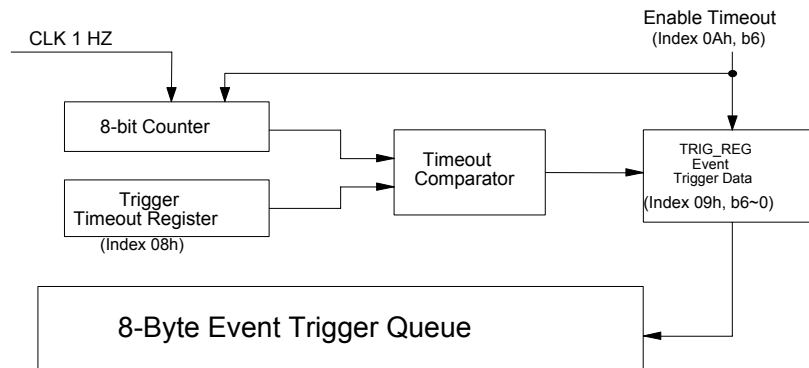 CLK 1 HZ
Enable Timeout
(Index 0Ah, b6)
8-bit Counter
Timeout
Comparator
TRIG_REG
Event
Trigger Data
(Index 09h, b6~0)
Trigger
Timeout Register
(Index 08h)
8-Byte Event Trigger Queue